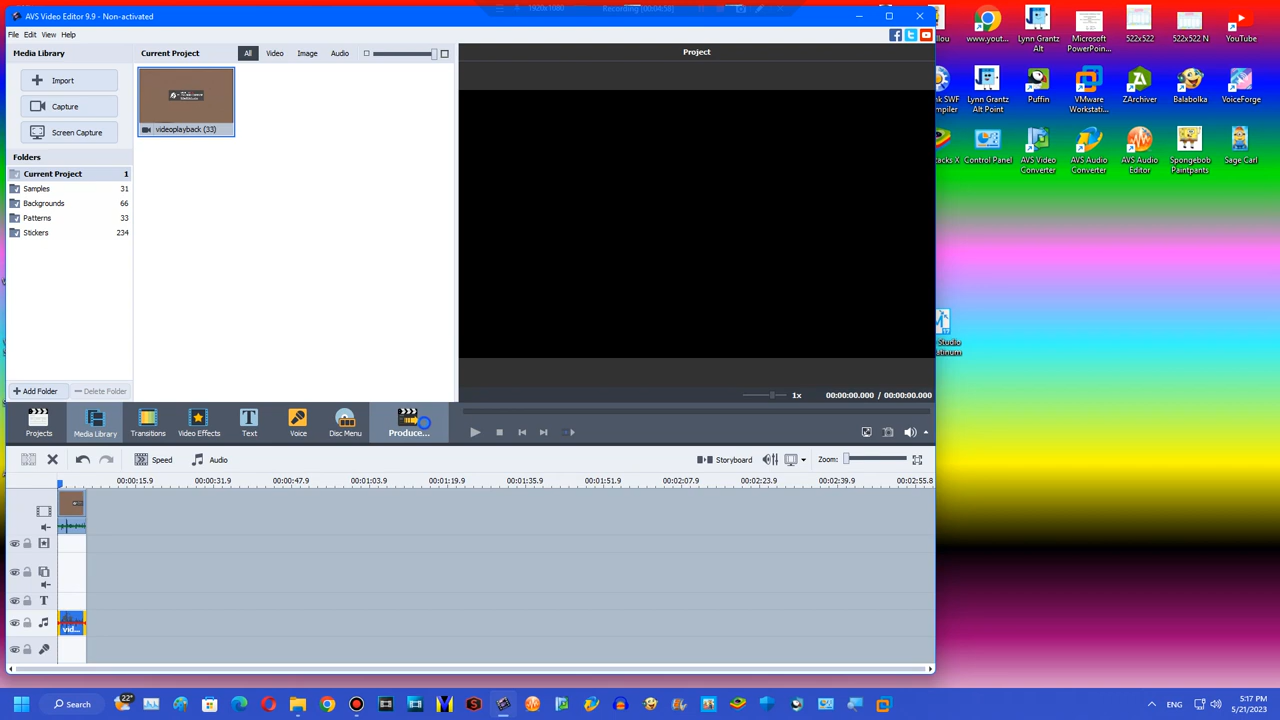 1920x1080
Recording [00:04:58]
AVS Video Editor 9.9 - Non-activated
File Edit View Help
Media Library
Current Project
All
Video
Image
Audio
Project
Import
Capture
Screen Capture
videoplayback (33)
Folders
Current Project 1
Samples 31
Backgrounds 66
Patterns 33
Stickers 234
Add Folder
Delete Folder
1x
00:00:00.000 / 00:00:00.000
Projects
Media Library
Transitions
Video Effects
Text
Voice
Disc Menu
Produce...
Speed
Audio
Storyboard
Zoom:
00:00:15.9
00:00:31.9
00:00:47.9
00:01:03.9
00:01:19.9
00:01:35.9
00:01:51.9
00:02:07.9
00:02:23.9
00:02:39.9
00:02:55.8
T
vid...
www.yout...
Lynn Grantz Alt
Microsoft PowerPoin...
522x522
522x522 N
YouTube
Lynn Grantz Alt Point
Puffin
VMware Workstati...
ZArchiver
Balabolka
VoiceForge
Control Panel
AVS Video Converter
AVS Audio Converter
AVS Audio Editor
Spongebob Paintpants
Sage Carl
Studio
Search
22°
ENG
5:17 PM
5/21/2023